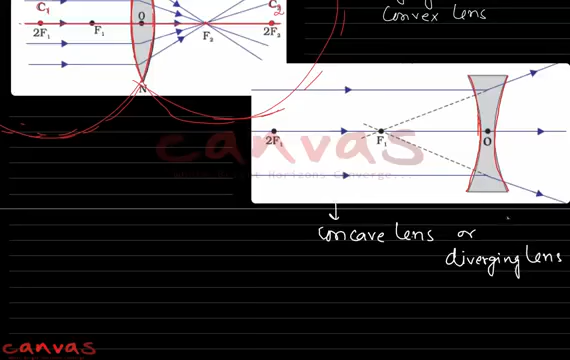 Convex lens
C1
C2
O
2F1
F1
F2
2F2
N
canvas
2F1
F1
O
Concave lens or
diverging lens
canvas